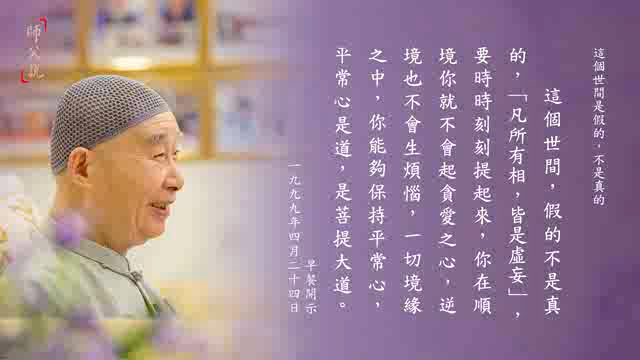 這個世間是假的，不是真的
這個世間，假的不是真
的，「凡所有相，皆是虛妄」，
要時時刻刻提起來，你在順
境你就不會起貪愛之心，逆
境也不會生煩惱，一切境緣
之中，你能夠保持平常心，
平常心是道，是菩提大道。
早餐開示
一九九九年四月二十四日
師父說